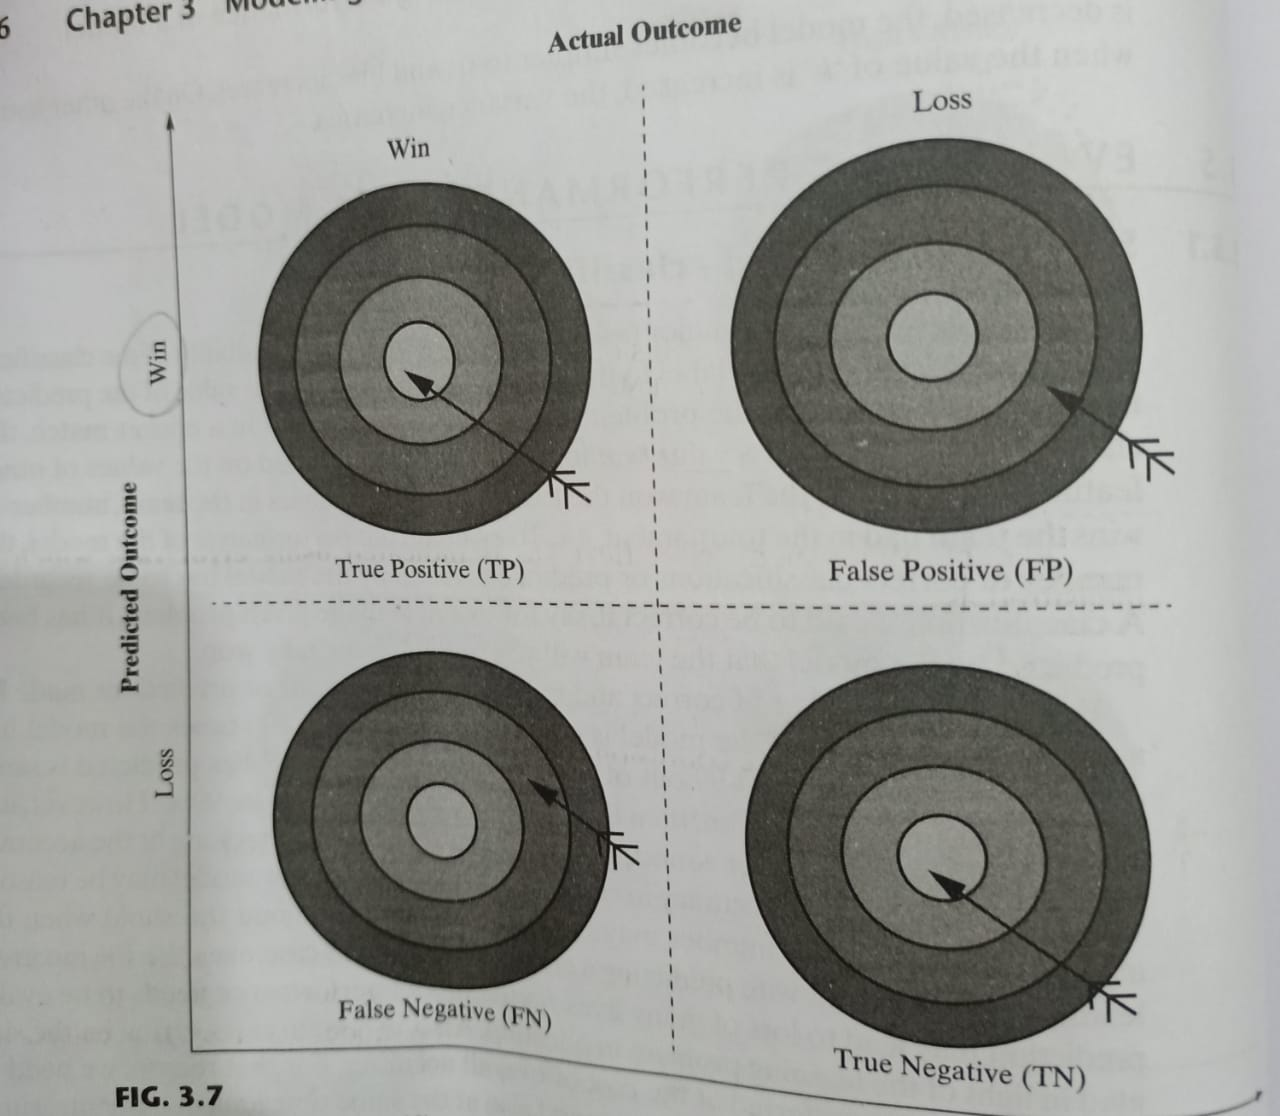 6 Chapter 3
Actual Outcome
Win
Loss
Win
True Positive (TP)
False Positive (FP)
Predicted Outcome
Loss
False Negative (FN)
True Negative (TN)
FIG. 3.7